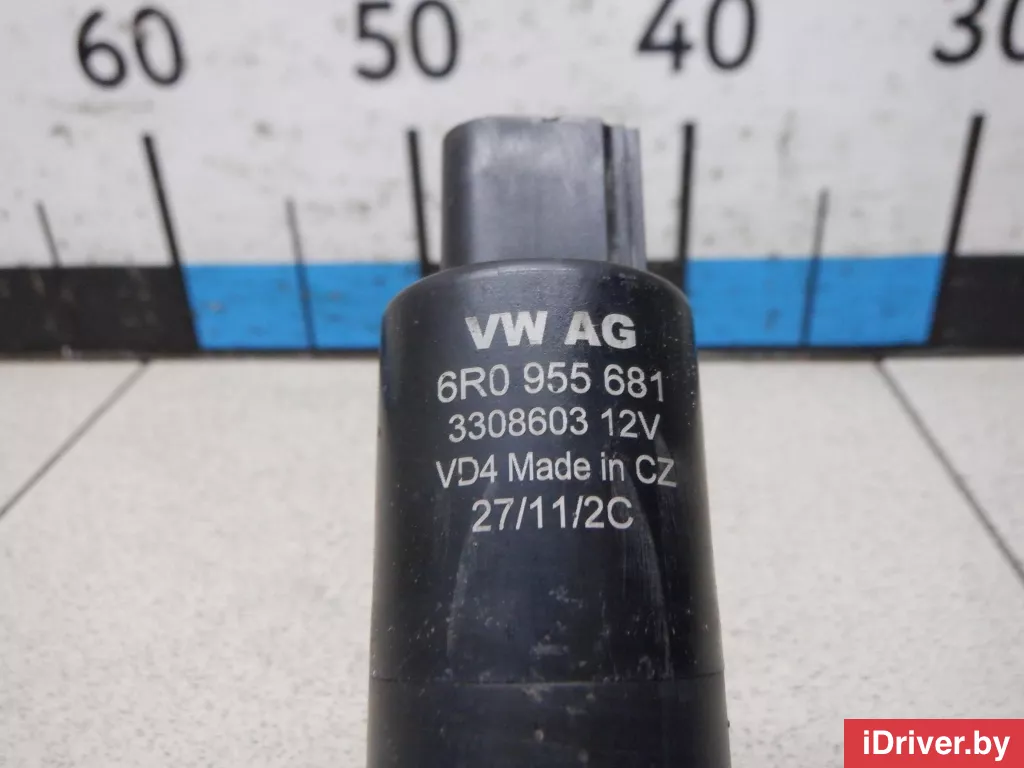 60 50 40 30
VW AG
6R0 955 681
3308603 12V
VD4 Made in CZ
27/11/2C
iDriver.by